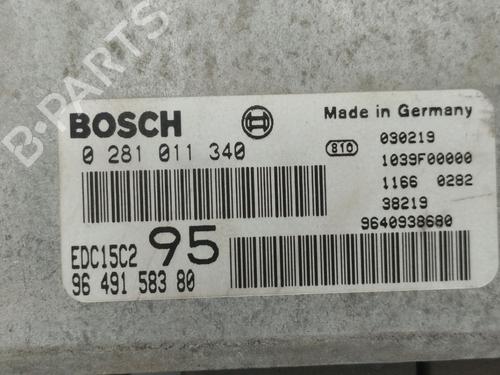 B-PARTS
BOSCH
Made in Germany
0 281 011 340
810
030219
1039F00000
1166 0282
38219
9640938680
EDC15C2 95
96 491 583 80